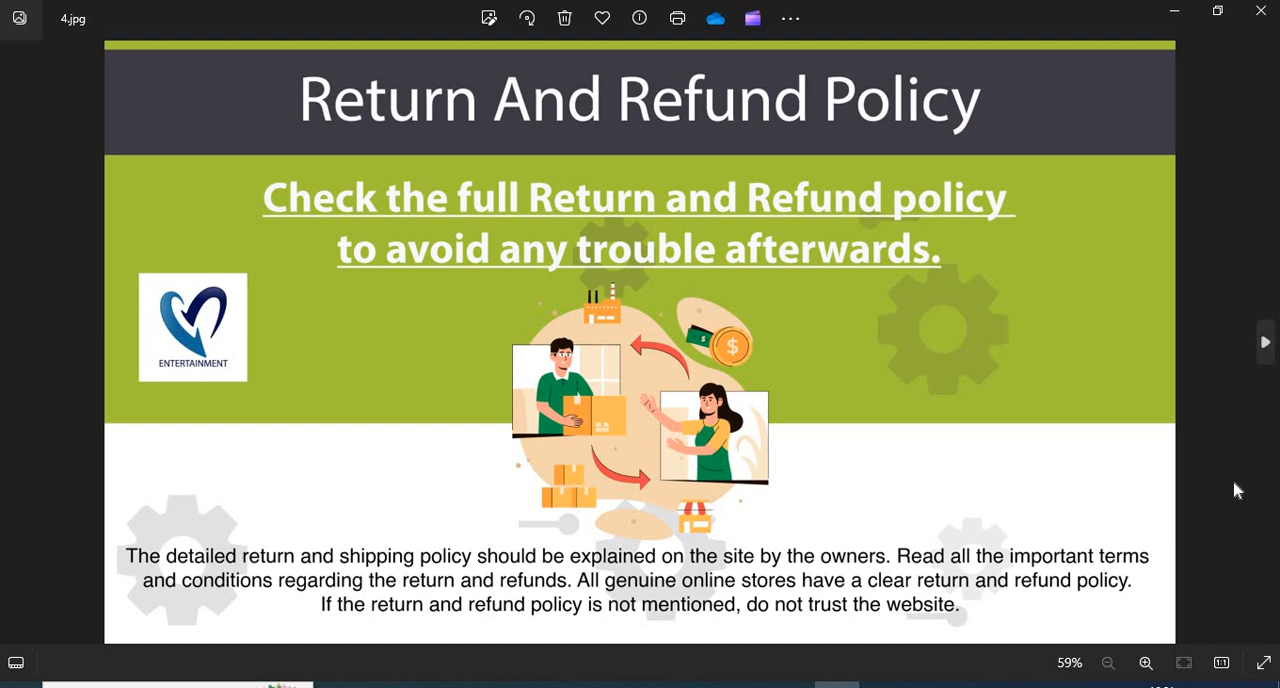 4.jpg
Return And Refund Policy
Check the full Return and Refund policy
to avoid any trouble afterwards.
ENTERTAINMENT
$
$
The detailed return and shipping policy should be explained on the site by the owners. Read all the important terms
and conditions regarding the return and refunds. All genuine online stores have a clear return and refund policy.
If the return and refund policy is not mentioned, do not trust the website.
59%
1:1